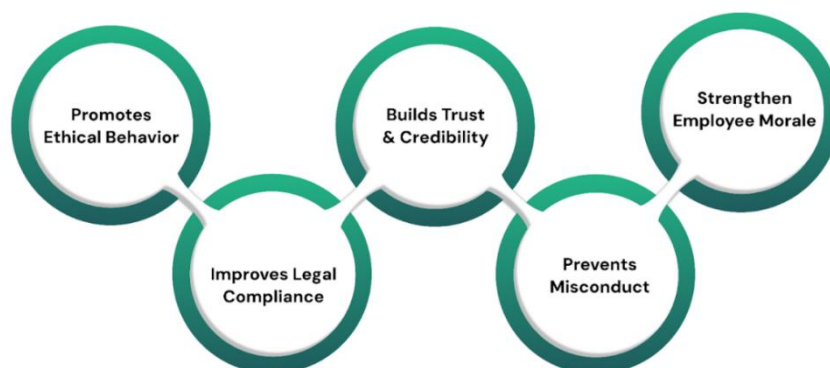 Promotes
Ethical Behavior
Improves Legal
Compliance
Builds Trust
& Credibility
Prevents
Misconduct
Strengthen
Employee Morale